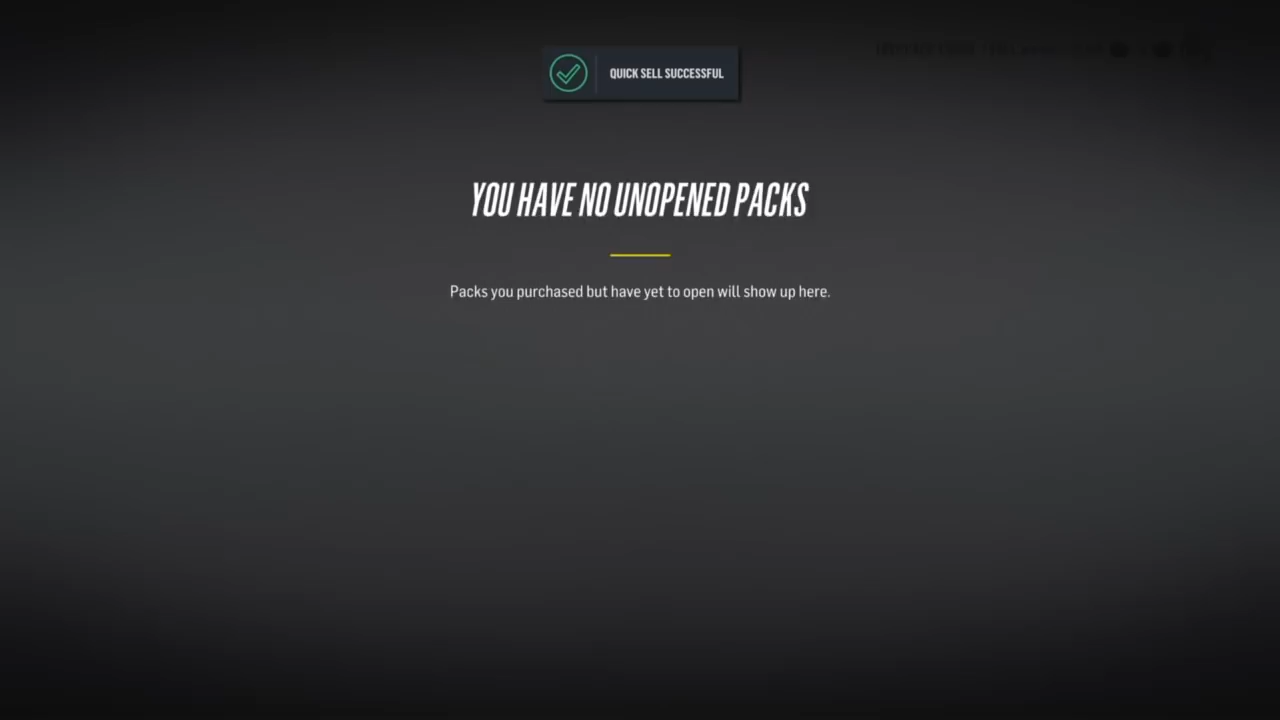 QUICK SELL SUCCESSFUL
YOU HAVE NO UNOPENED PACKS
Packs you purchased but have yet to open will show up here.